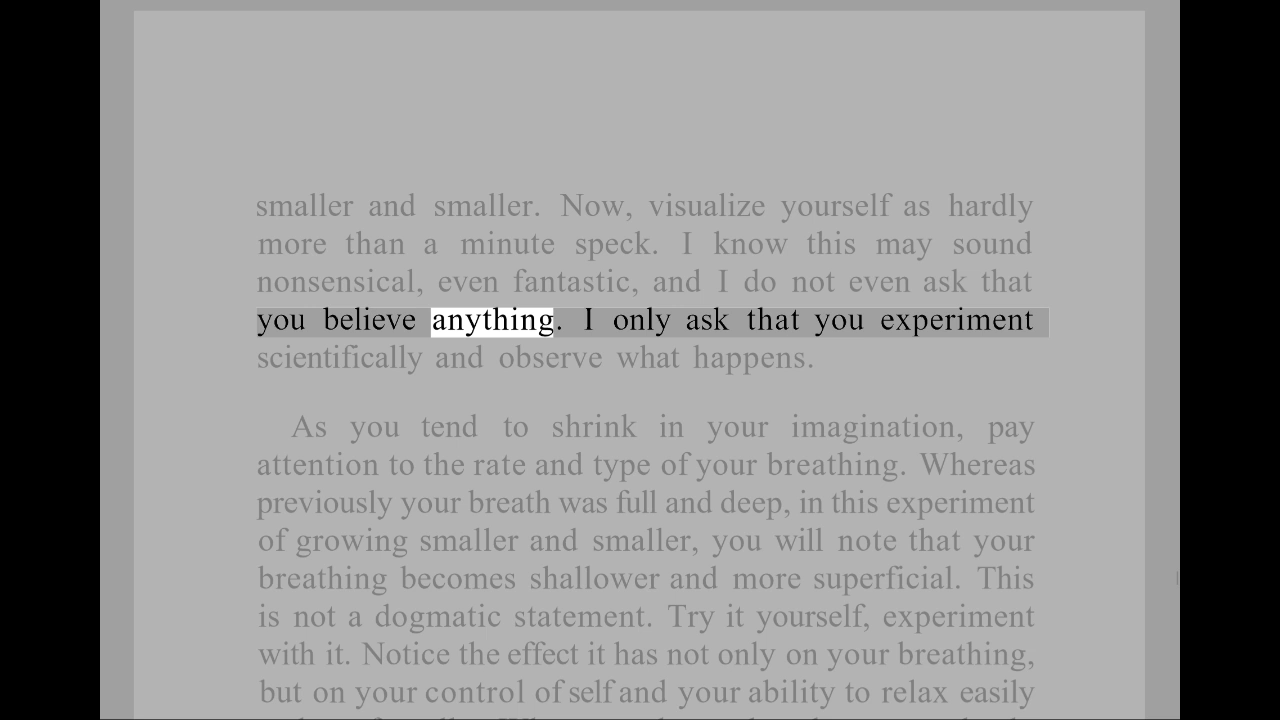 smaller and smaller. Now, visualize yourself as hardly
more than a minute speck. I know this may sound
nonsensical, even fantastic, and I do not even ask that
you believe anything. I only ask that you experiment
scientifically and observe what happens.
As you tend to shrink in your imagination, pay
attention to the rate and type of your breathing. Whereas
previously your breath was full and deep, in this experiment
of growing smaller and smaller, you will note that your
breathing becomes shallower and more superficial. This
is not a dogmatic statement. Try it yourself, experiment
with it. Notice the effect it has not only on your breathing,
but on your control of self and your ability to relax easily